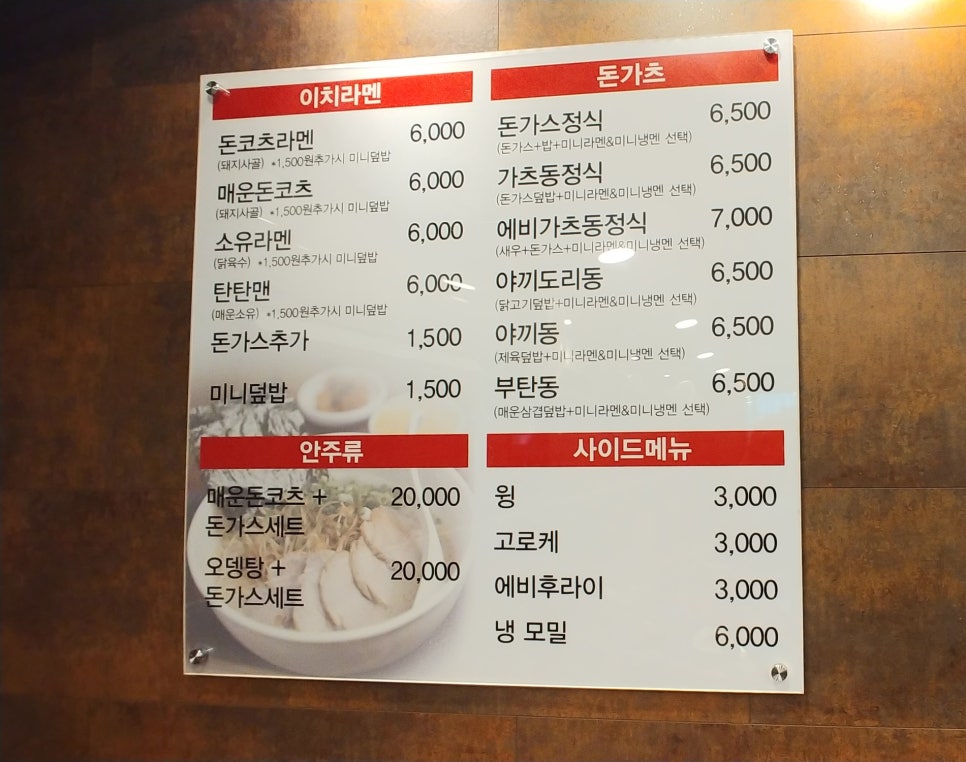 이치라멘
돈코츠라멘 6,000
(돼지사골) *1,500원추가시 미니덮밥
매운돈코츠 6,000
(돼지사골) *1,500원추가시 미니덮밥
소유라멘 6,000
(닭육수) *1,500원추가시 미니덮밥
탄탄맨 6,000
(매운소유) *1,500원추가시 미니덮밥
돈가스추가 1,500
미니덮밥 1,500
안주류
매운돈코츠 + 20,000
돈가스세트
오뎅탕 + 20,000
돈가스세트
돈가츠
돈가스정식 6,500
(돈가스+밥+미니라멘&미니냉멘 선택)
가츠동정식 6,500
(돈가스덮밥+미니라멘&미니냉멘 선택)
에비가츠동정식 7,000
(새우+돈가스+미니라멘&미니냉멘 선택)
야끼도리동 6,500
(닭고기덮밥+미니라멘&미니냉멘 선택)
야끼동 6,500
(제육덮밥+미니라멘&미니냉멘 선택)
부탄동 6,500
(매운삼겹덮밥+미니라멘&미니냉멘 선택)
사이드메뉴
윙 3,000
고로케 3,000
에비후라이 3,000
냉 모밀 6,000